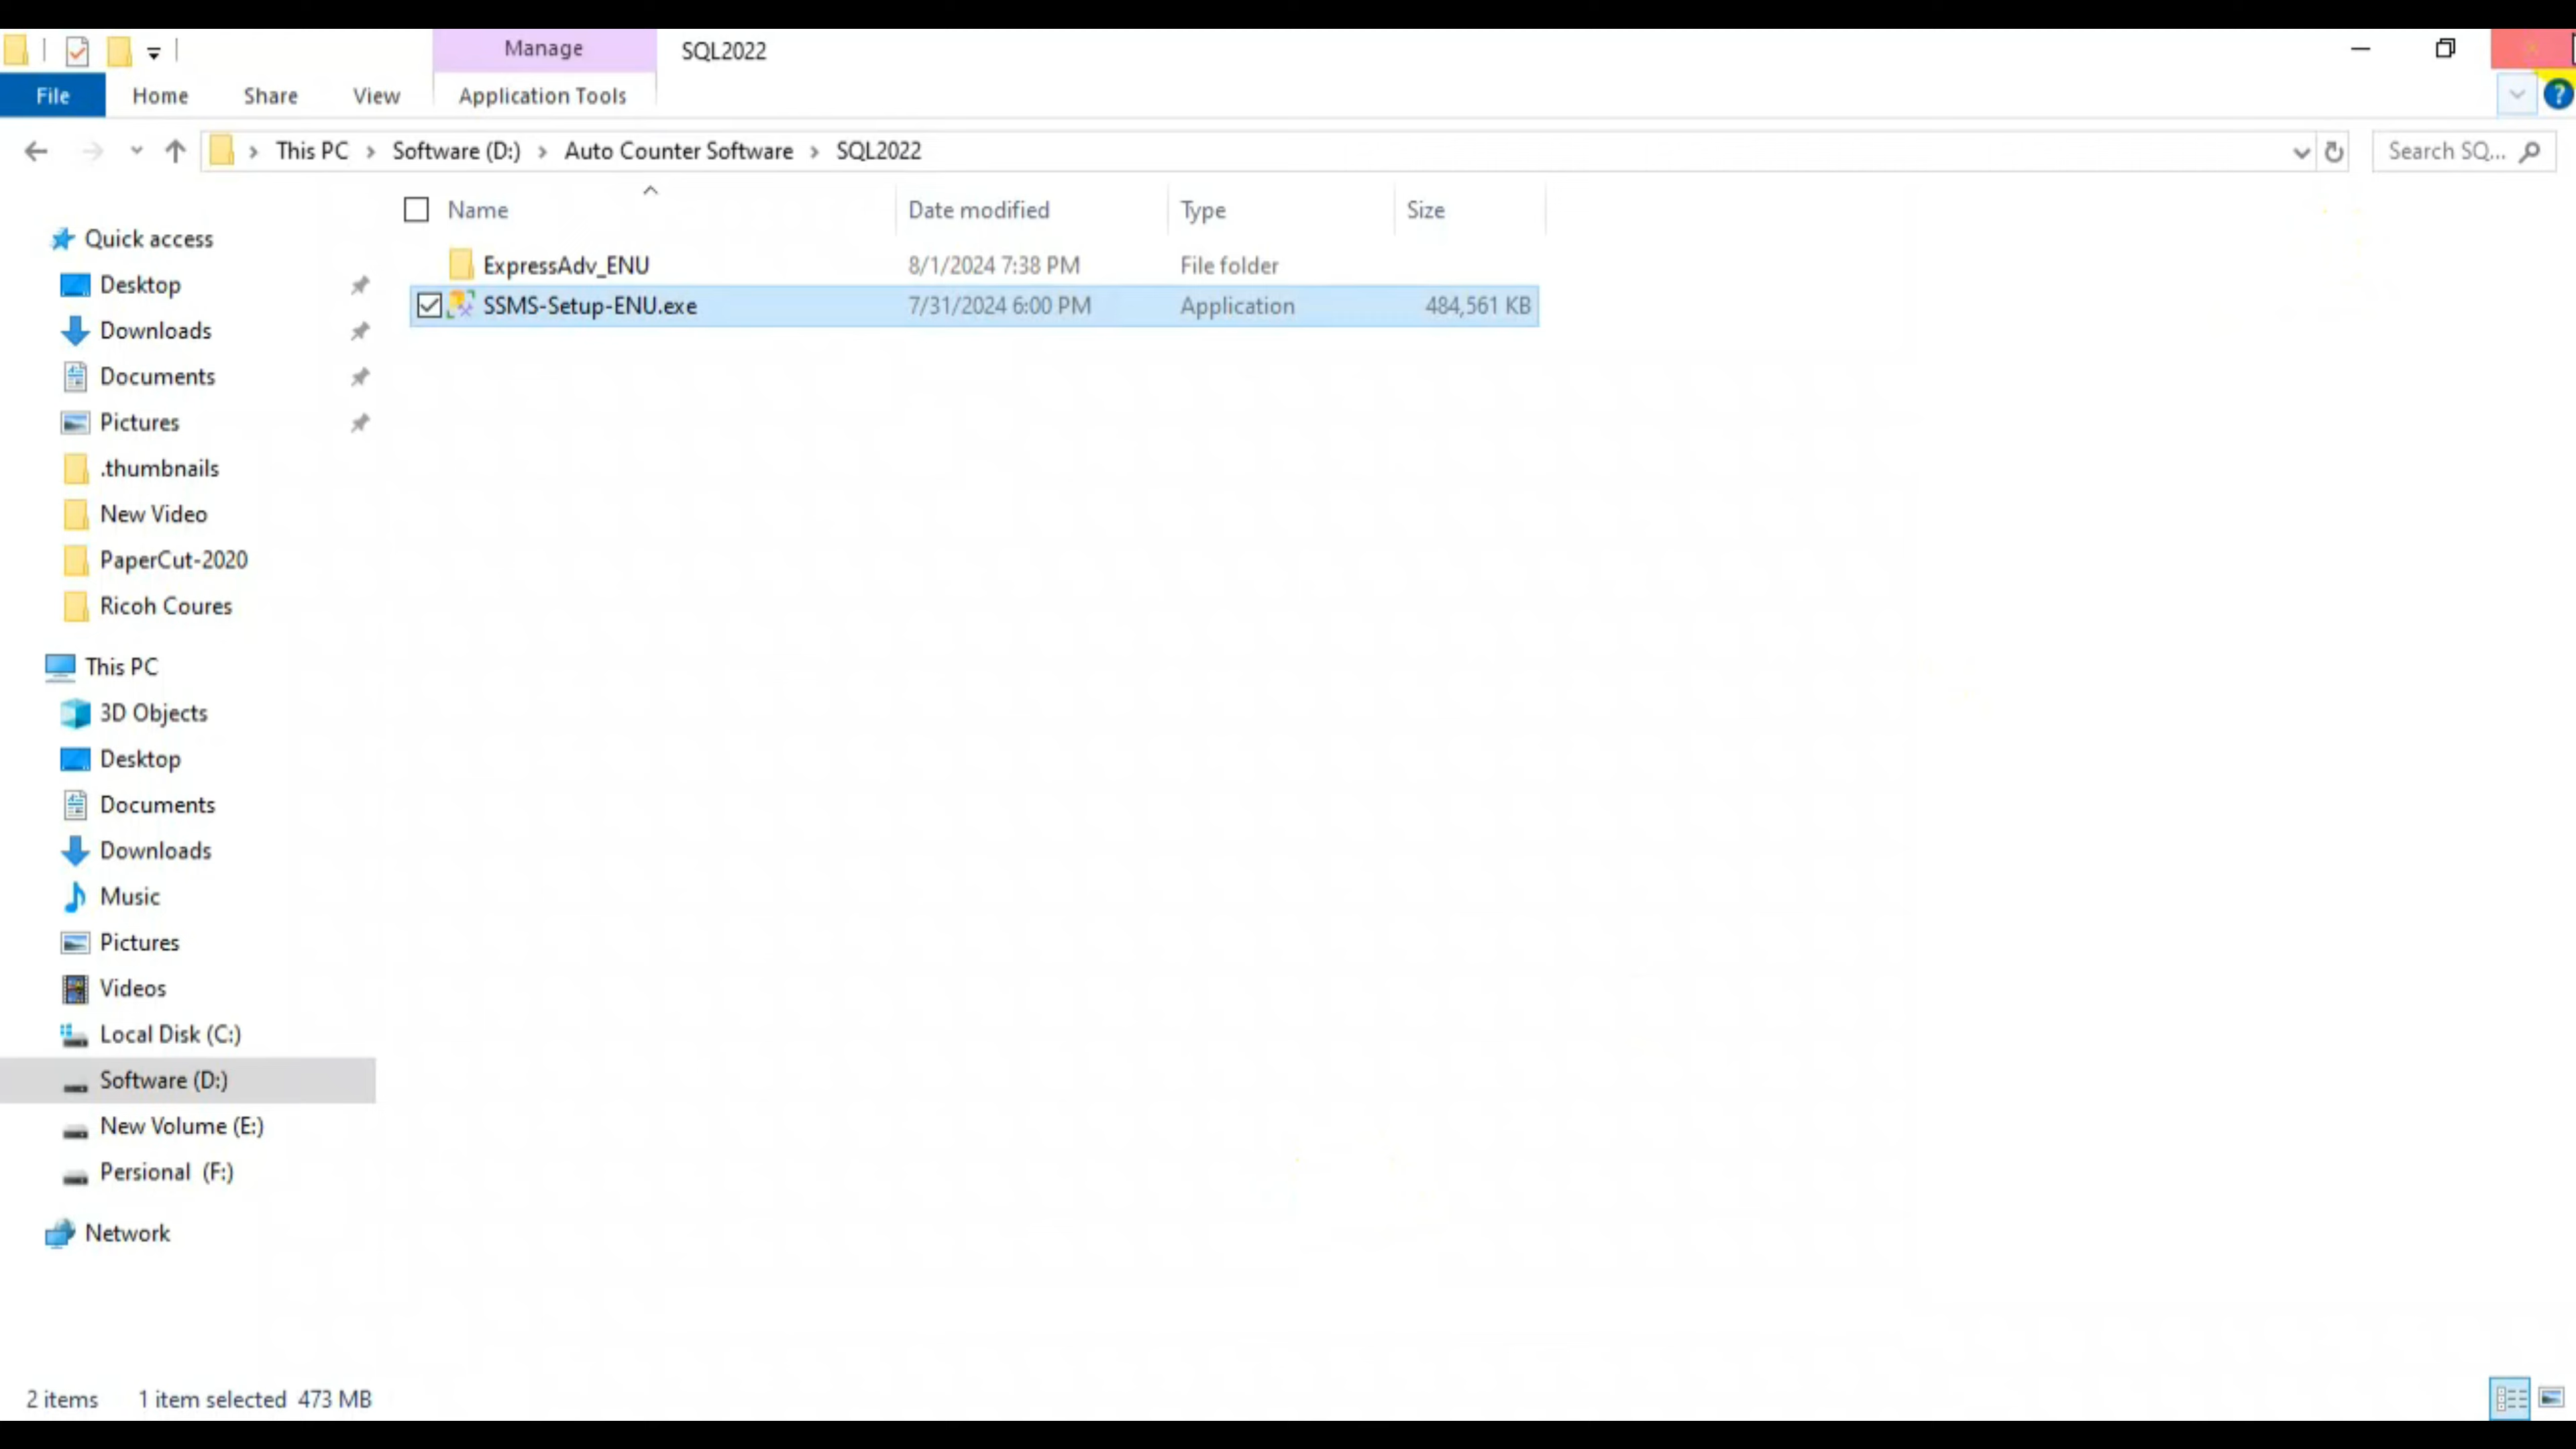 Manage
SQL2022
File
Home
Share
View
Application Tools
This PC
Software (D:)
Auto Counter Software
SQL2022
Search SQ...
Name
Date modified
Type
Size
ExpressAdv_ENU
8/1/2024 7:38 PM
File folder
SSMS-Setup-ENU.exe
7/31/2024 6:00 PM
Application
484,561 KB
Quick access
Desktop
Downloads
Documents
Pictures
.thumbnails
New Video
PaperCut-2020
Ricoh Coures
This PC
3D Objects
Desktop
Documents
Downloads
Music
Pictures
Videos
Local Disk (C:)
Software (D:)
New Volume (E:)
Persional  (F:)
Network
2 items
1 item selected  473 MB